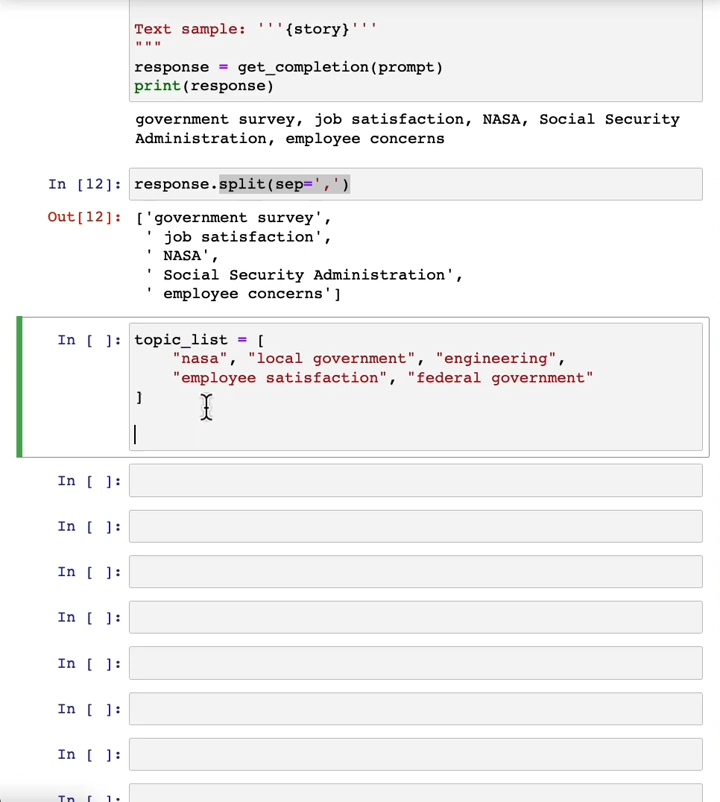 Text sample: '''{story}'''
"""
response = get_completion(prompt)
print(response)
government survey, job satisfaction, NASA, Social Security
Administration, employee concerns
In [12]: response.split(sep=',')
Out[12]: ['government survey',
' job satisfaction',
' NASA',
' Social Security Administration',
' employee concerns']
In [ ]: topic_list = [
"nasa", "local government", "engineering",
"employee satisfaction", "federal government"
]
In [ ]:
In [ ]:
In [ ]:
In [ ]:
In [ ]:
In [ ]:
In [ ]:
In [ ]: